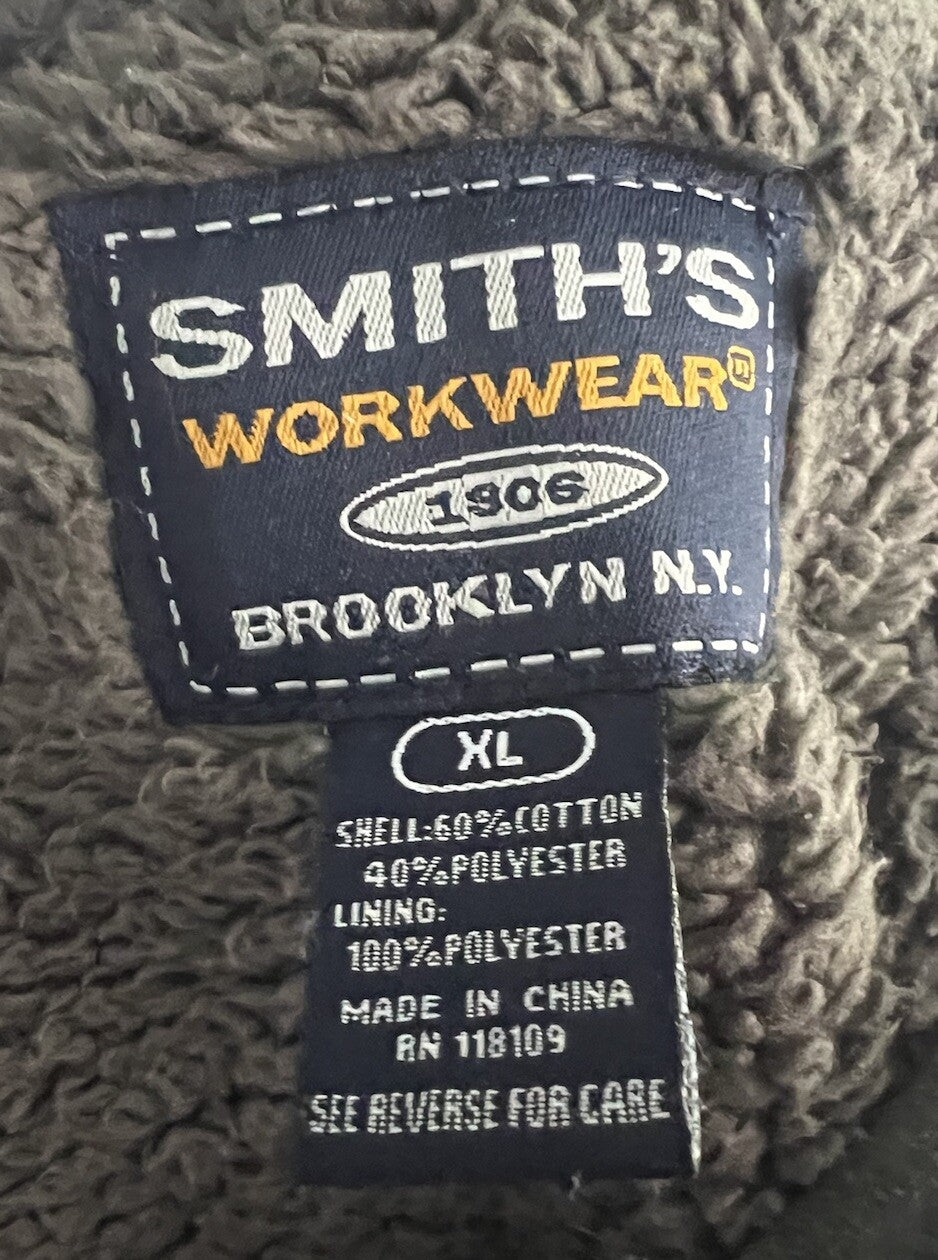 SMITH'S
WORKWEAR®
1906
BROOKLYN N.Y.
XL
SHELL:60%COTTON
40%POLYESTER
LINING:
100%POLYESTER
MADE IN CHINA
RN 118109
SEE REVERSE FOR CARE